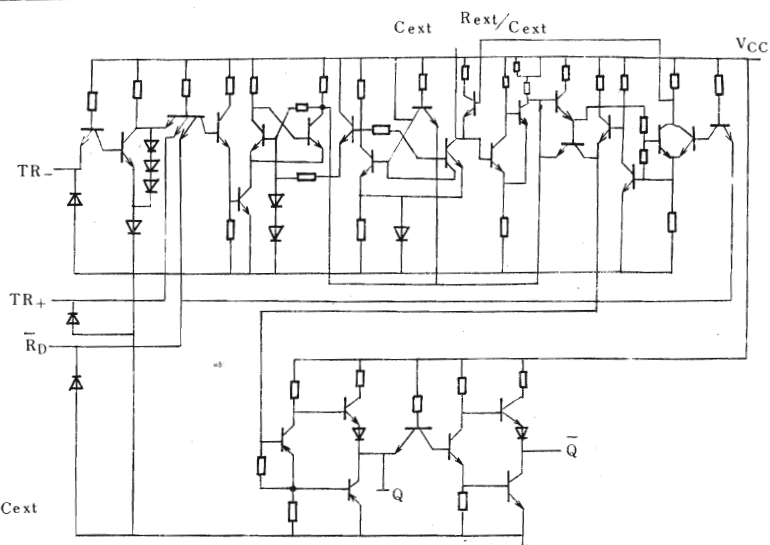 Cext
Rext/Cext
VCC
TR-
TR+
R̅D
Q̅
Q
Cext